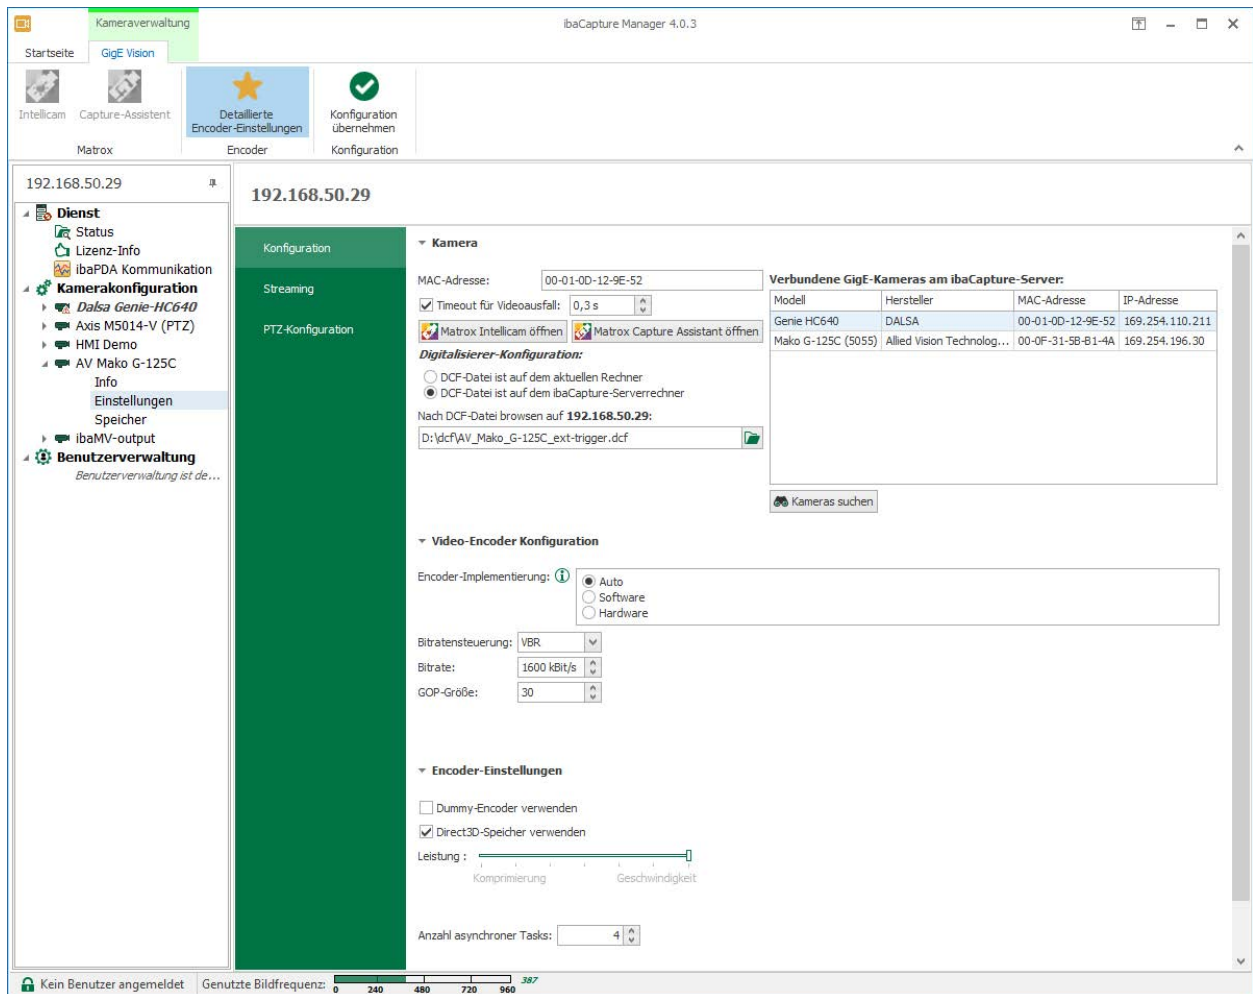 Kameraverwaltung
ibaCapture Manager 4.0.3
Startseite
GigE Vision
Intellicam
Capture-Assistent
Detaillierte
Encoder-Einstellungen
Konfiguration
übernehmen
Matrox
Encoder
Konfiguration
192.168.50.29
Dienst
Status
Lizenz-Info
ibaPDA Kommunikation
Kamerakonfiguration
Dalsa Genie-HC640
Axis M5014-V (PTZ)
HMI Demo
AV Mako G-125C
Info
Einstellungen
Speicher
ibaMV-output
Benutzerverwaltung
Benutzerverwaltung ist de...
192.168.50.29
Konfiguration
Streaming
PTZ-Konfiguration
Kamera
MAC-Adresse: 00-01-0D-12-9E-52
Timeout für Videoausfall: 0,3 s
Matrox Intellicam öffnen Matrox Capture Assistant öffnen
Digitalisierer-Konfiguration:
DCF-Datei ist auf dem aktuellen Rechner
DCF-Datei ist auf dem ibaCapture-Serverrechner
Nach DCF-Datei browsen auf 192.168.50.29:
D:\dcf\AV_Mako_G-125C_ext-trigger.dcf
Verbundene GigE-Kameras am ibaCapture-Server:
Modell Hersteller MAC-Adresse IP-Adresse
Genie HC640 DALSA 00-01-0D-12-9E-52 169.254.110.211
Mako G-125C (5055) Allied Vision Technolog... 00-0F-31-5B-B1-4A 169.254.196.30
Kameras suchen
Video-Encoder Konfiguration
Encoder-Implementierung:
Auto
Software
Hardware
Bitratensteuerung: VBR
Bitrate: 1600 kBit/s
GOP-Größe: 30
Encoder-Einstellungen
Dummy-Encoder verwenden
Direct3D-Speicher verwenden
Leistung :
Komprimierung Geschwindigkeit
Anzahl asynchroner Tasks: 4
Kein Benutzer angemeldet
Genutzte Bildfrequenz:
0 240 480 720 960
387